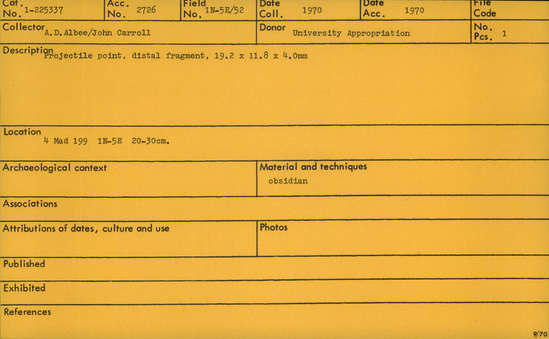 Cat. No. 1-225337 Acc. No. 2726 Field No. 1N-5E/52 Date Coll. 1970 Date Acc. 1970 File Code
Collector A.D.Albee/John Carroll Donor University Appropriation No. Pcs. 1
Description Projectile point, distal fragment, 19.2 x 11.8 x 4.0mm
Location 4 Mad 199 1N-5E 20-30cm.
Archaeological context Material and techniques
obsidian
Associations
Attributions of dates, culture and use Photos
Published
Exhibited
References
9/70